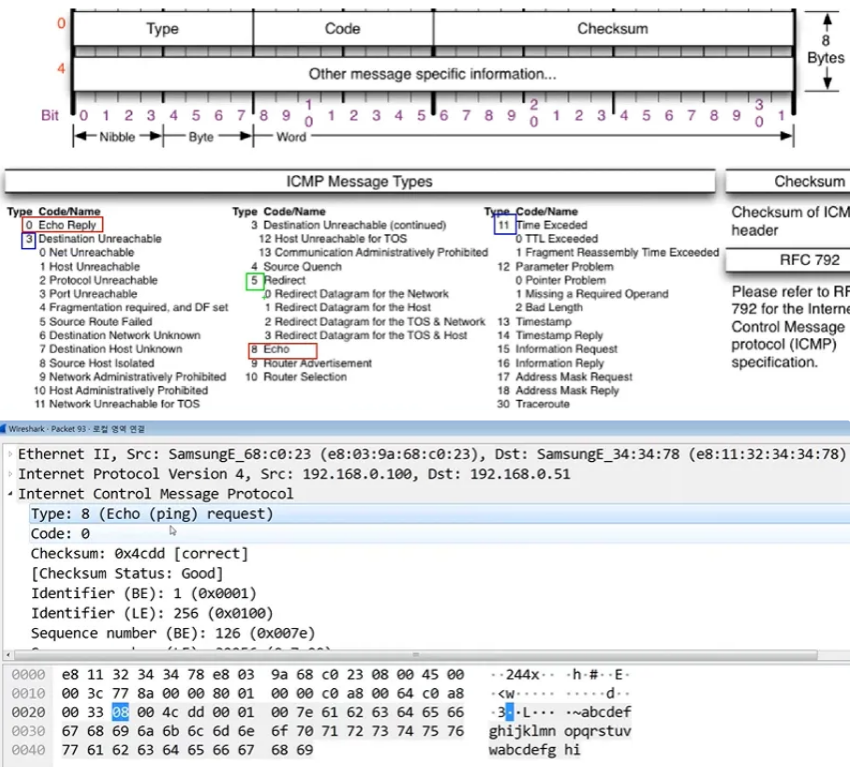 0 Type Code Checksum
8
Bytes
4 Other message specific information...
Bit 0 1 2 3 4 5 6 7 8 9 10 1 2 3 4 5 6 7 8 9 20 1 2 3 4 5 6 7 8 9 30 1
Nibble Byte Word
ICMP Message Types
Type Code/Name
0 Echo Reply
3 Destination Unreachable
0 Net Unreachable
1 Host Unreachable
2 Protocol Unreachable
3 Port Unreachable
4 Fragmentation required, and DF set
5 Source Route Failed
6 Destination Network Unknown
7 Destination Host Unknown
8 Source Host Isolated
9 Network Administratively Prohibited
10 Host Administratively Prohibited
11 Network Unreachable for TOS
Type Code/Name
3 Destination Unreachable (continued)
12 Host Unreachable for TOS
13 Communication Administratively Prohibited
4 Source Quench
5 Redirect
0 Redirect Datagram for the Network
1 Redirect Datagram for the Host
2 Redirect Datagram for the TOS & Network
3 Redirect Datagram for the TOS & Host
8 Echo
9 Router Advertisement
10 Router Selection
Type Code/Name
11 Time Exceded
0 TTL Exceeded
1 Fragment Reassembly Time Exceeded
12 Parameter Problem
0 Pointer Problem
1 Missing a Required Operand
2 Bad Length
13 Timestamp
14 Timestamp Reply
15 Information Request
16 Information Reply
17 Address Mask Request
18 Address Mask Reply
30 Traceroute
Checksum
Checksum of ICM
header
RFC 792
Please refer to RF
792 for the Interne
Control Message
protocol (ICMP)
specification.
Wireshark · Packet 93 · 로컬 영역 연결
Ethernet II, Src: SamsungE_68:c0:23 (e8:03:9a:68:c0:23), Dst: SamsungE_34:34:78 (e8:11:32:34:34:78)
Internet Protocol Version 4, Src: 192.168.0.100, Dst: 192.168.0.51
Internet Control Message Protocol
Type: 8 (Echo (ping) request)
Code: 0
Checksum: 0x4cdd [correct]
[Checksum Status: Good]
Identifier (BE): 1 (0x0001)
Identifier (LE): 256 (0x0100)
Sequence number (BE): 126 (0x007e)
0000 e8 11 32 34 34 78 e8 03 9a 68 c0 23 08 00 45 00 ··244x·· ·h·#··E·
0010 00 3c 77 8a 00 00 80 01 00 00 c0 a8 00 64 c0 a8 ·<w····· ·····d··
0020 00 33 08 00 4c dd 00 01 00 7e 61 62 63 64 65 66 ·3··L··· ·~abcdef
0030 67 68 69 6a 6b 6c 6d 6e 6f 70 71 72 73 74 75 76 ghijklmn opqrstuv
0040 77 61 62 63 64 65 66 67 68 69 wabcdefg hi